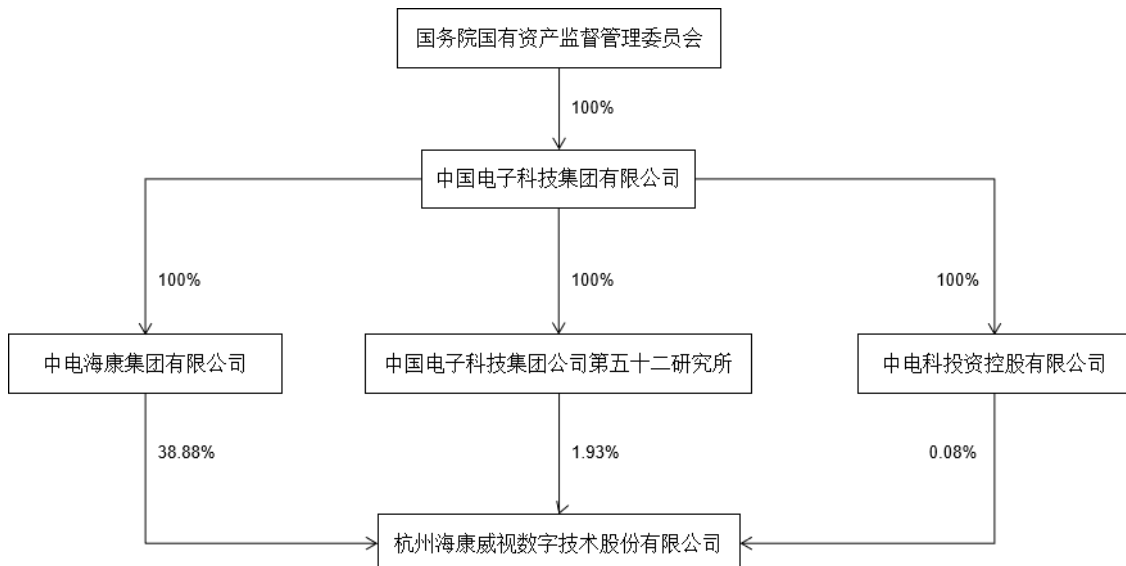 国务院国有资产监督管理委员会
100%
中国电子科技集团有限公司
100%
100%
100%
中电海康集团有限公司
中国电子科技集团公司第五十二研究所
中电科投资控股有限公司
38.88%
1.93%
0.08%
杭州海康威视数字技术股份有限公司